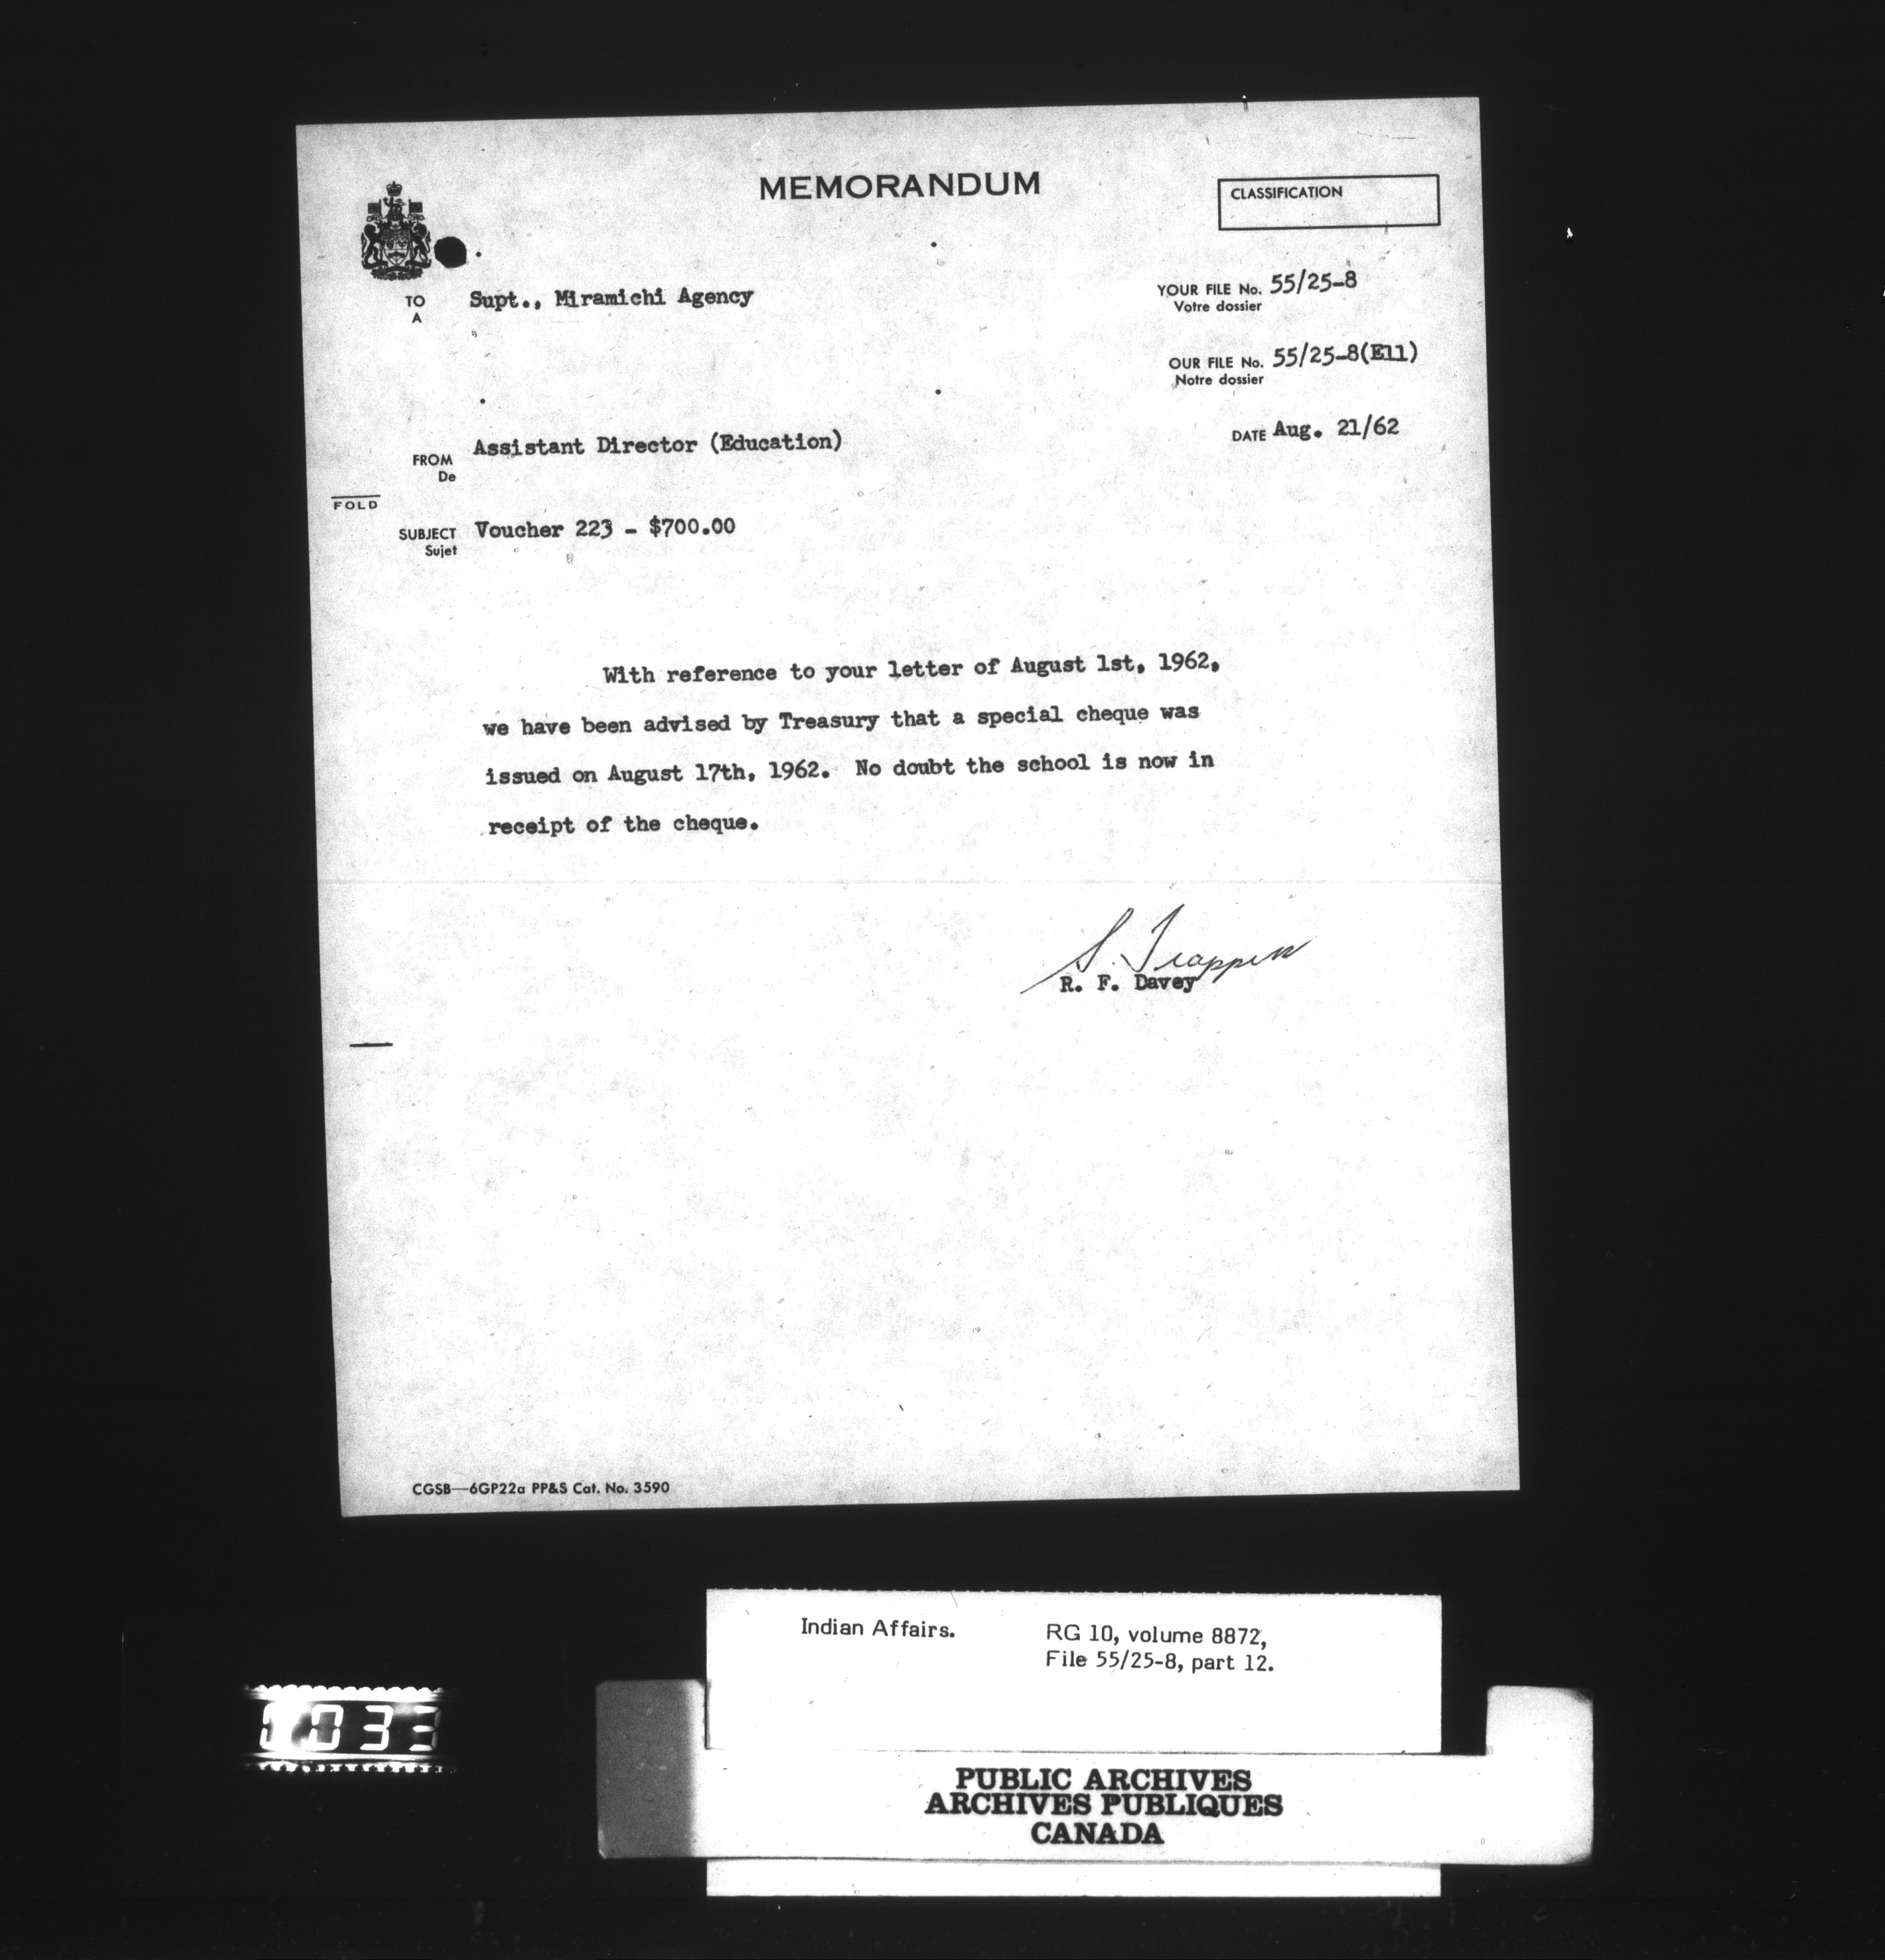 MEMORANDUM
CLASSIFICATION
TO Supt., Miramichi Agency
A
YOUR FILE No. 55/25-8
Votre dossier
OUR FILE No. 55/25-8(E11)
Notre dossier
DATE Aug. 21/62
FROM Assistant Director (Education)
De
FOLD
SUBJECT Voucher 223 - $700.00
Sujet
With reference to your letter of August 1st, 1962,
we have been advised by Treasury that a special cheque was
issued on August 17th, 1962. No doubt the school is now in
receipt of the cheque.
S.
R. F. Davey
CGSB—6GP22a PP&S Cat. No. 3590
Indian Affairs.
RG 10, volume 8872,
File 55/25-8, part 12.
PUBLIC ARCHIVES
ARCHIVES PUBLIQUES
CANADA